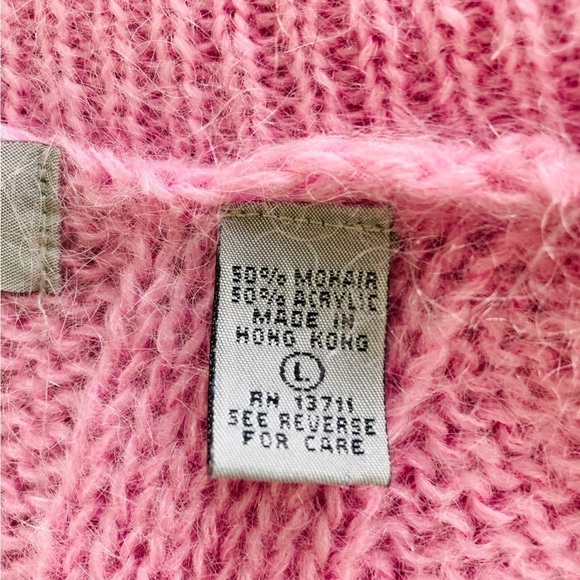 50% MOHAIR
50% ACRYLIC
MADE IN
HONG KONG
L
RN 13711
SEE REVERSE
FOR CARE